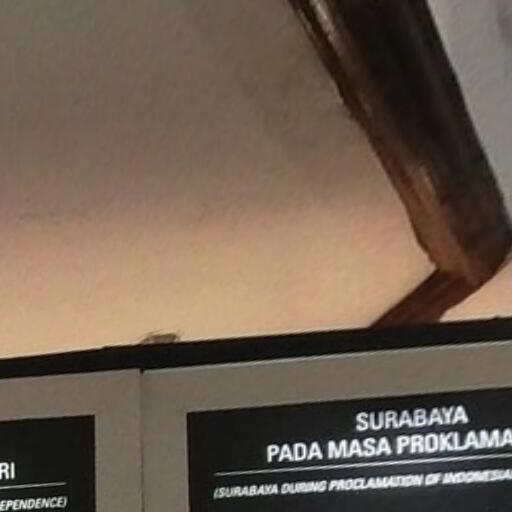 RI
EPENDENCE)
SURABAYA
PADA MASA PROKLAMA
(SURABAYA DURING PROCLAMATION OF INDONESIA